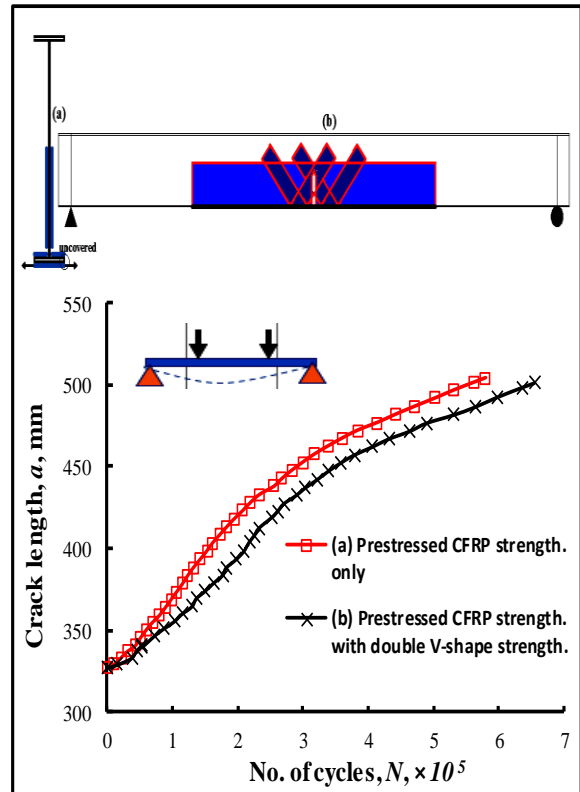 (a)
(b)
uncovered
550
500
450
400
350
300
Crack length, a, mm
(a) Prestressed CFRP strength.
only
(b) Prestressed CFRP strength.
with double V-shape strength.
0 1 2 3 4 5 6 7
No. of cycles, N, ×10⁵